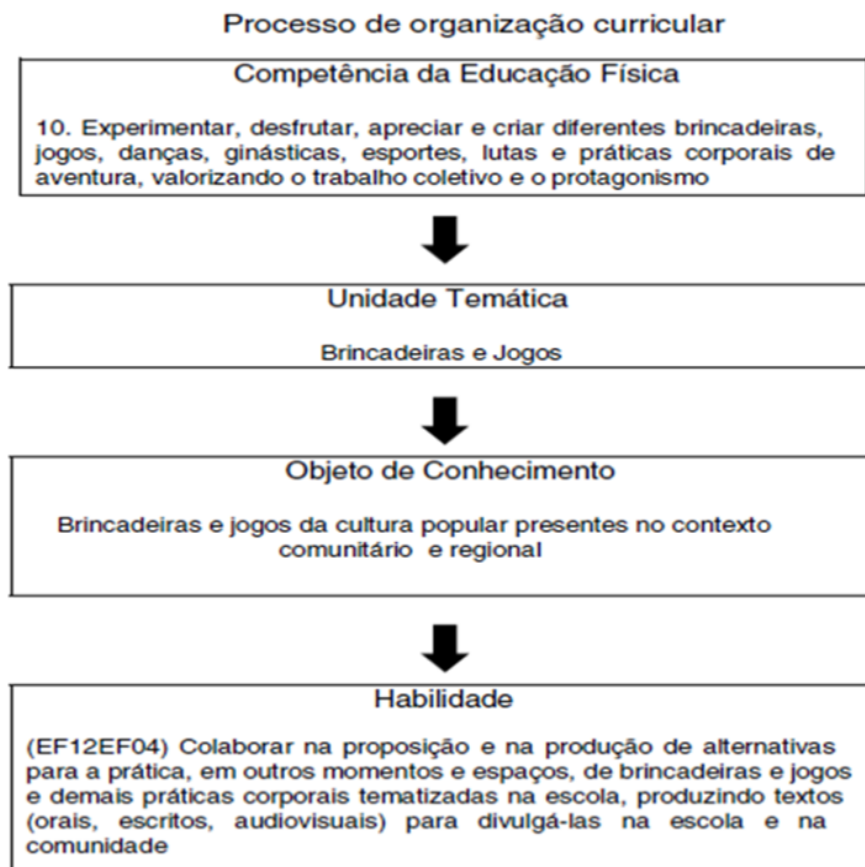 Processo de organização curricular
Competência da Educação Física
10. Experimentar, desfrutar, apreciar e criar diferentes brincadeiras,
jogos, danças, ginásticas, esportes, lutas e práticas corporais de
aventura, valorizando o trabalho coletivo e o protagonismo
Unidade Temática
Brincadeiras e Jogos
Objeto de Conhecimento
Brincadeiras e jogos da cultura popular presentes no contexto
comunitário e regional
Habilidade
(EF12EF04) Colaborar na proposição e na produção de alternativas
para a prática, em outros momentos e espaços, de brincadeiras e jogos
e demais práticas corporais tematizadas na escola, produzindo textos
(orais, escritos, audiovisuais) para divulgá-las na escola e na
comunidade